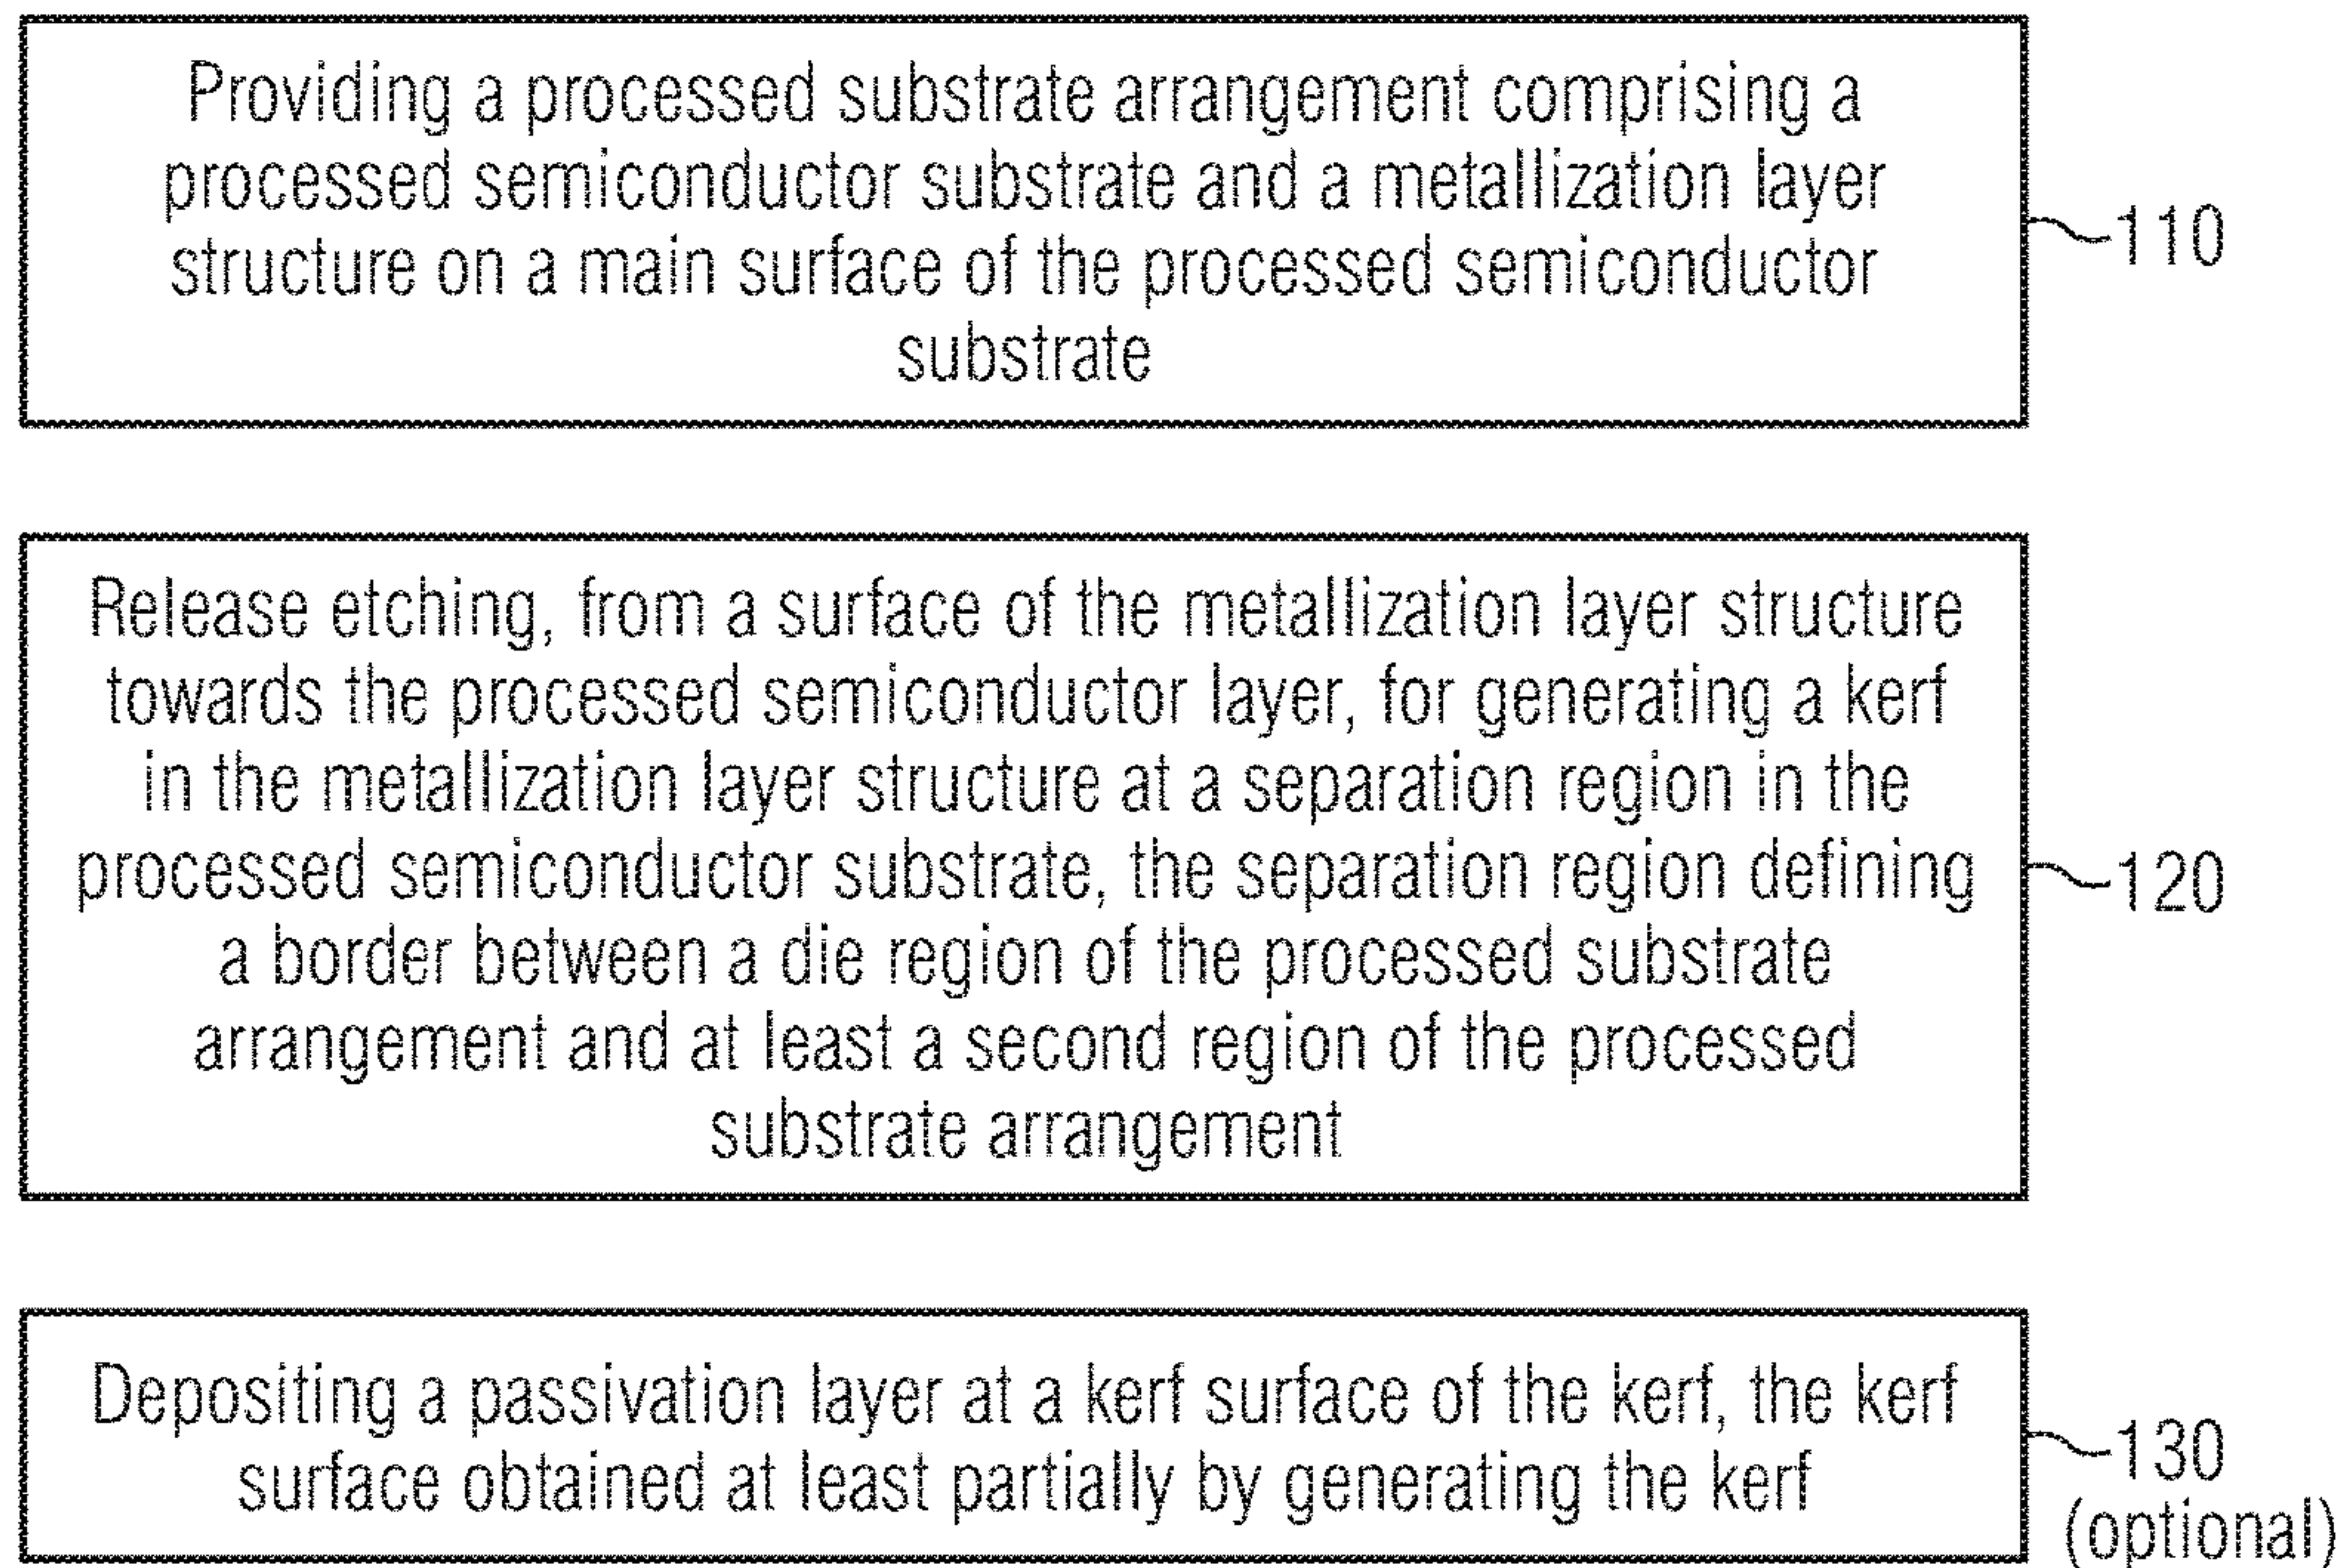 Providing a processed substrate arrangement comprising a
processed semiconductor substrate and a metallization layer
structure on a main surface of the processed semiconductor
substrate
110
Release etching, from a surface of the metallization layer structure
towards the processed semiconductor layer, for generating a kerf
in the metallization layer structure at a separation region in the
processed semiconductor substrate, the separation region defining
a border between a die region of the processed substrate
arrangement and at least a second region of the processed
substrate arrangement
120
Depositing a passivation layer at a kerf surface of the kerf, the kerf
surface obtained at least partially by generating the kerf
130
(optional)